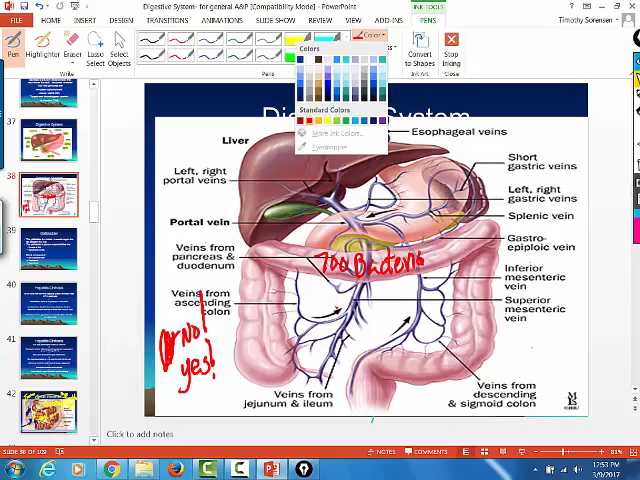 Digestive System- for general A&P [Compatibility Mode] - PowerPoint
INK TOOLS
FILE HOME INSERT DESIGN TRANSITIONS ANIMATIONS SLIDE SHOW REVIEW VIEW ADD-INS PENS
Timothy Sorensen
Pen Highlighter Eraser Lasso Select
Select Objects
Color
Convert to Shapes
Stop Inking
Write
Pens
Ink Art
Close
Colors
Standard Colors
More Ink Colors...
Eyedropper
37
38
39
40
41
42
Liver
Esophageal veins
Left, right
portal veins
Short
gastric veins
Left, right
gastric veins
Portal vein
Splenic vein
Veins from
pancreas &
duodenum
Gastro-
epiploic vein
700 Bacteria
Inferior
mesenteric
vein
Veins from
ascending
colon
Superior
mesenteric
vein
or No!
yes!
Veins from
jejunum & ileum
Veins from
descending
& sigmoid colon
Click to add notes
SLIDE 38 OF 109
NOTES
COMMENTS
81%
12:53 PM
3/9/2017